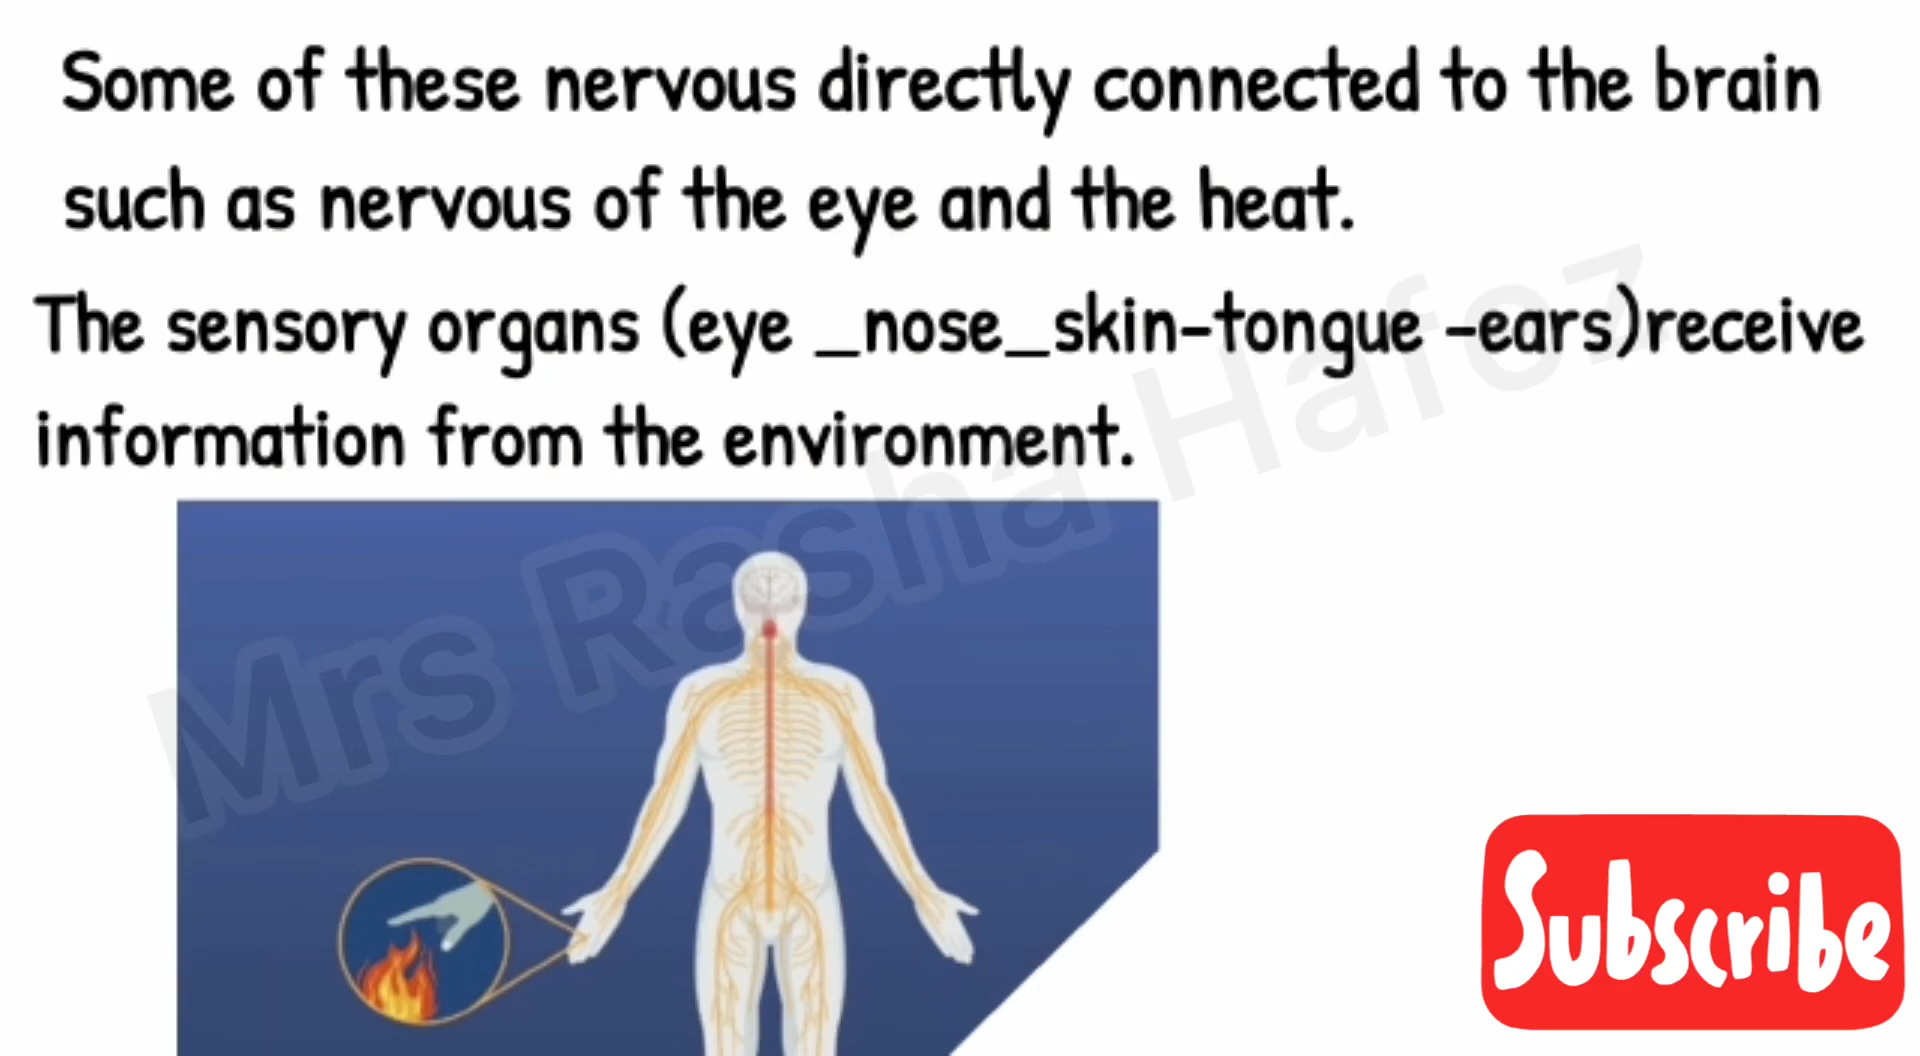 Some of these nervous directly connected to the brain
such as nervous of the eye and the heat.
The sensory organs (eye _nose_skin-tongue -ears)receive
information from the environment.
Mrs Rasha Hafoz
Subscribe